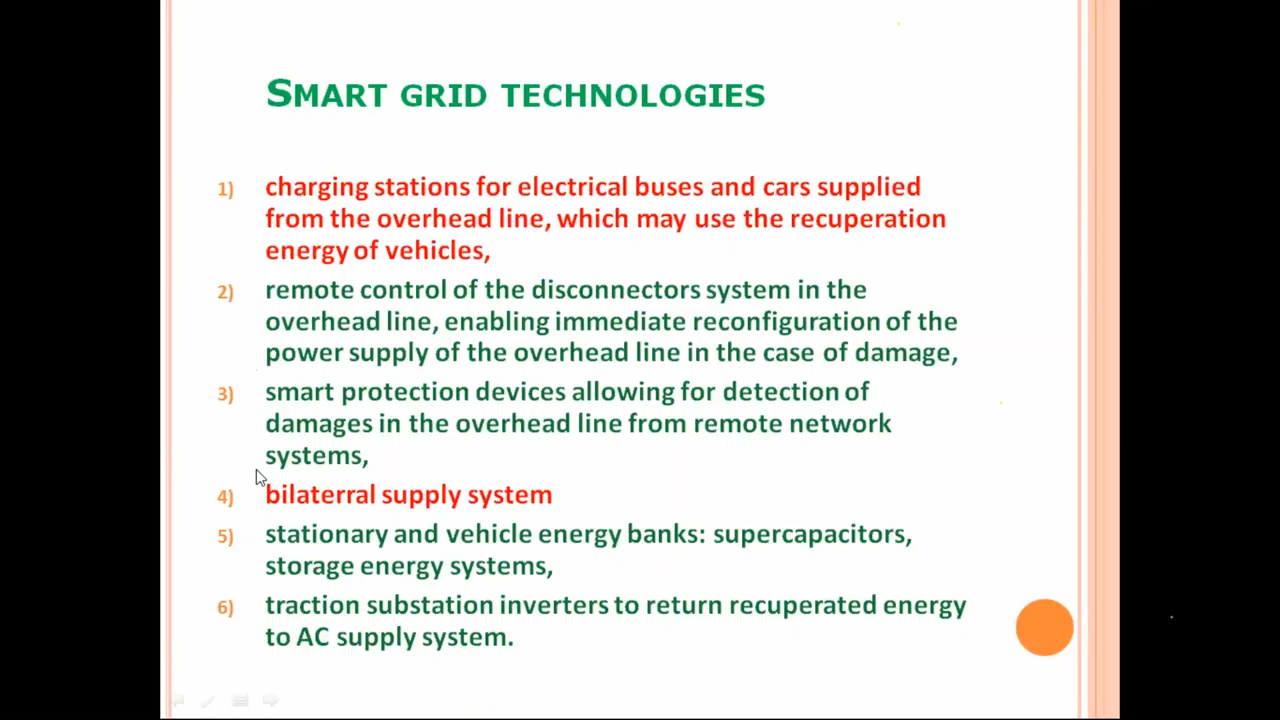 SMART GRID TECHNOLOGIES
1) charging stations for electrical buses and cars supplied
from the overhead line, which may use the recuperation
energy of vehicles,
2) remote control of the disconnectors system in the
overhead line, enabling immediate reconfiguration of the
power supply of the overhead line in the case of damage,
3) smart protection devices allowing for detection of
damages in the overhead line from remote network
systems,
4) bilaterral supply system
5) stationary and vehicle energy banks: supercapacitors,
storage energy systems,
6) traction substation inverters to return recuperated energy
to AC supply system.